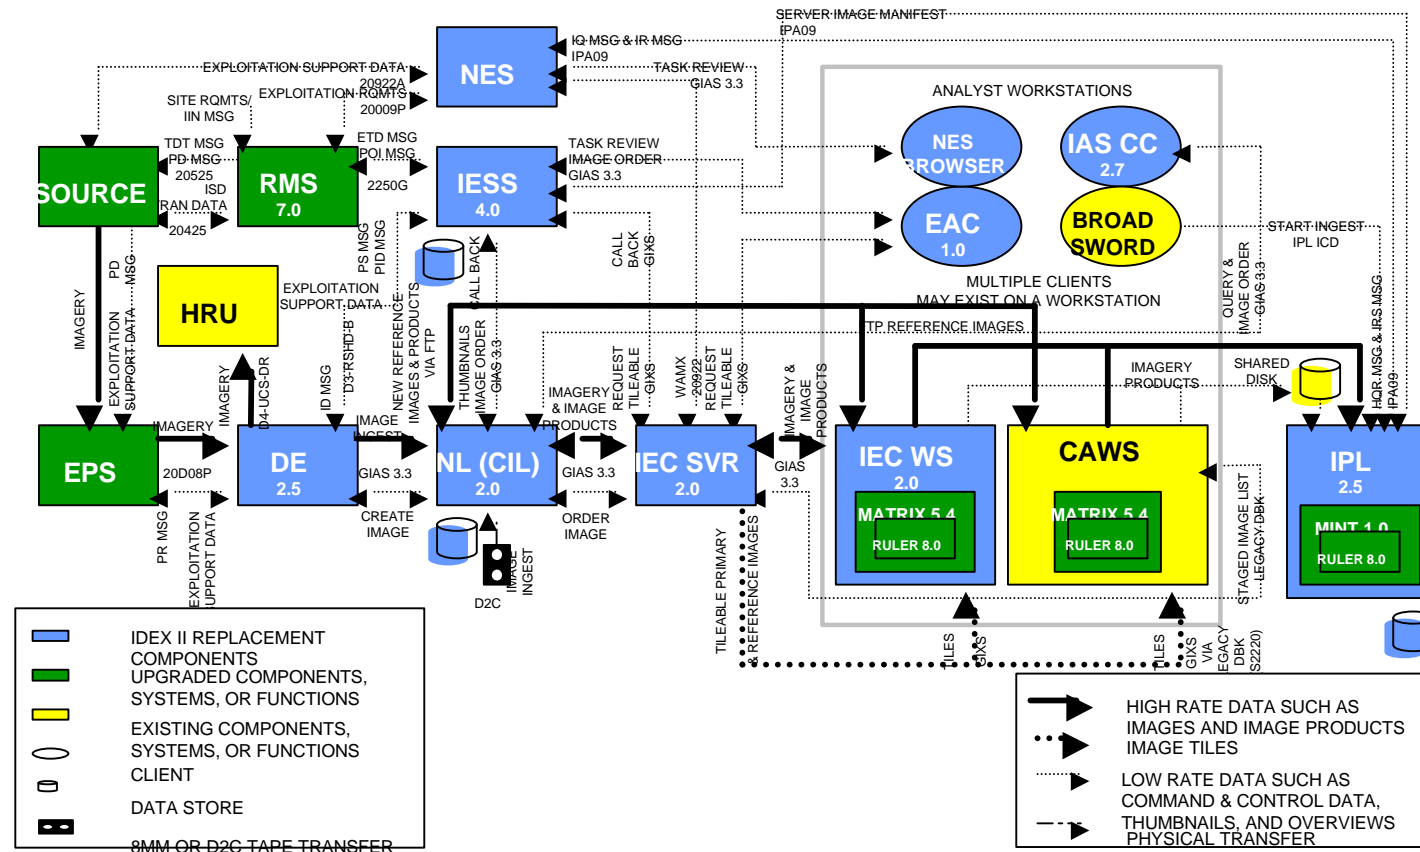 SERVER IMAGE MANIFEST
IPA09
IQ MSG & IR MSG
IPA09
EXPLOITATION SUPPORT DATA
20922A
EXPLOITATION RQMTS
20009P
NES
TASK REVIEW
GIAS 3.3
ANALYST WORKSTATIONS
SITE RQMTS/
IIN MSG
TDT MSG
PD MSG
20525
ISD
TRAN DATA
20425
ETD MSG
POI MSG
2250G
TASK REVIEW
IMAGE ORDER
GIAS 3.3
SOURCE
RMS
7.0
IESS
4.0
NES
BROWSER
IAS CC
2.7
EAC
1.0
BROAD
SWORD
START INGEST
IPL ICD
MULTIPLE CLIENTS
MAY EXIST ON A WORKSTATION
PS MSG
PID MSG
CALL BACK
CALL
BACK
GIXS
QUERY &
IMAGE ORDER
GIAS 3.3
IMAGERY
PD
MSG
EXPLOITATION
SUPPORT DATA
HRU
EXPLOITATION
SUPPORT DATA
IMAGERY
D4-UCS-DR
ID MSG
D3-RSHD-B
NEW REFERENCE
IMAGES & PRODUCTS
VIA FTP
THUMBNAILS
IMAGE ORDER
GIAS 3.3
REQUEST
TILEABLE
GIXS
WAMX
20922
REQUEST
TILEABLE
GIXS
FTP REFERENCE IMAGES
IMAGERY &
IMAGE
PRODUCTS
IMAGERY
PRODUCTS
SHARED
DISK
HQR MSG & IRS MSG
IPA09
IMAGERY
20D08P
IMAGE
INGEST
GIAS 3.3
IMAGERY
& IMAGE
PRODUCTS
GIAS 3.3
GIAS
3.3
EPS
DE
2.5
NL (CIL)
2.0
IEC SVR
2.0
IEC WS
2.0
MATRIX 5.4
RULER 8.0
CAWS
MATRIX 5.4
RULER 8.0
IPL
2.5
MINT 1.0
RULER 8.0
PR MSG
EXPLOITATION
SUPPORT DATA
CREATE
IMAGE
ORDER
IMAGE
IMAGE
INGEST
D2C
TILEABLE PRIMARY
& REFERENCE IMAGES
STAGED IMAGE LIST
LEGACY DBK
TILES
GIXS
TILES
GIXS
VIA
EGACY
DBK
(S2220)
IDEX II REPLACEMENT
COMPONENTS
UPGRADED COMPONENTS,
SYSTEMS, OR FUNCTIONS
EXISTING COMPONENTS,
SYSTEMS, OR FUNCTIONS
CLIENT
DATA STORE
8MM OR D2C TAPE TRANSFER
HIGH RATE DATA SUCH AS
IMAGES AND IMAGE PRODUCTS
IMAGE TILES
LOW RATE DATA SUCH AS
COMMAND & CONTROL DATA,
THUMBNAILS, AND OVERVIEWS
PHYSICAL TRANSFER